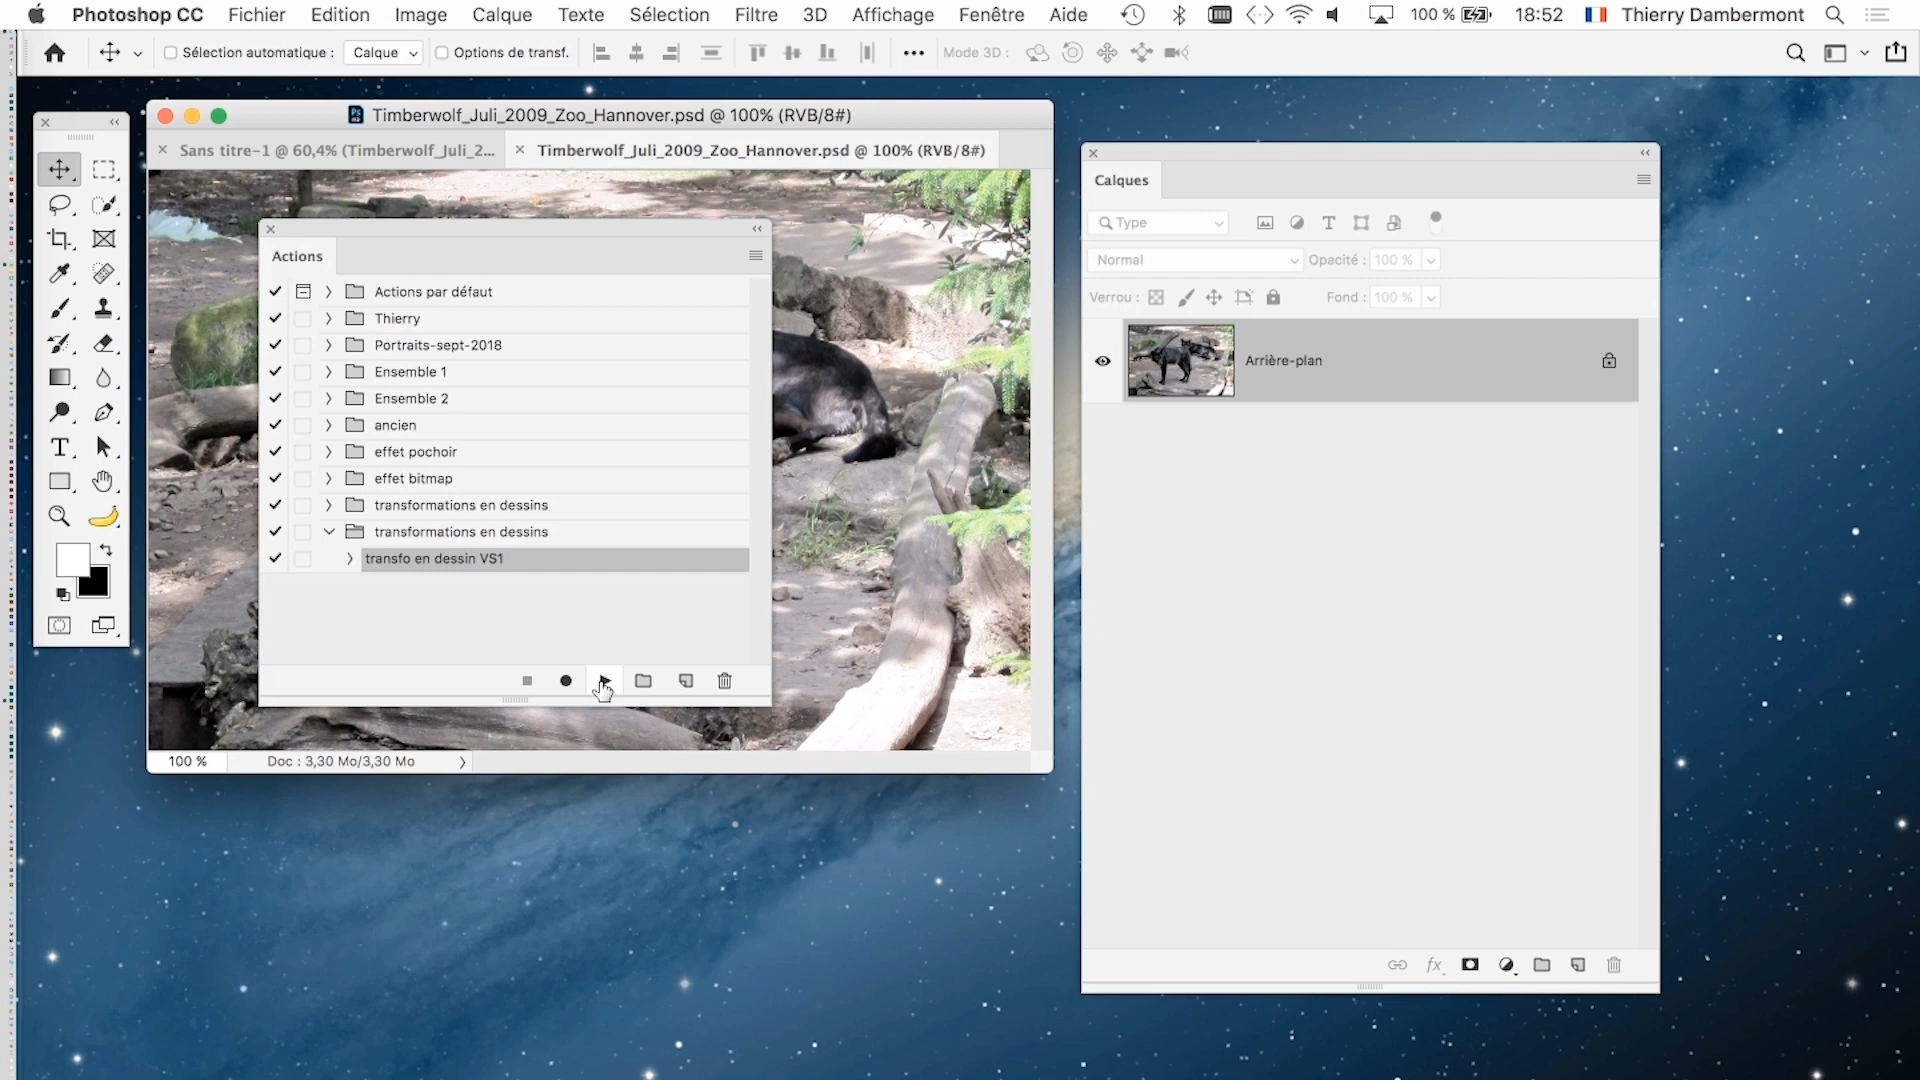 Photoshop CC Fichier Edition Image Calque Texte Sélection Filtre 3D Affichage Fenêtre Aide 100 % 18:52 Thierry Dambermont
Sélection automatique : Calque Options de transf. Mode 3D :
Timberwolf_Juli_2009_Zoo_Hannover.psd @ 100% (RVB/8#)
Sans titre-1 @ 60,4% (Timberwolf_Juli_2... Timberwolf_Juli_2009_Zoo_Hannover.psd @ 100% (RVB/8#)
Actions
Actions par défaut
Thierry
Portraits-sept-2018
Ensemble 1
Ensemble 2
ancien
effet pochoir
effet bitmap
transformations en dessins
transformations en dessins
transfo en dessin VS1
100 % Doc : 3,30 Mo/3,30 Mo
Calques
Type
Normal Opacité : 100 %
Verrou : Fond : 100 %
Arrière-plan
fx